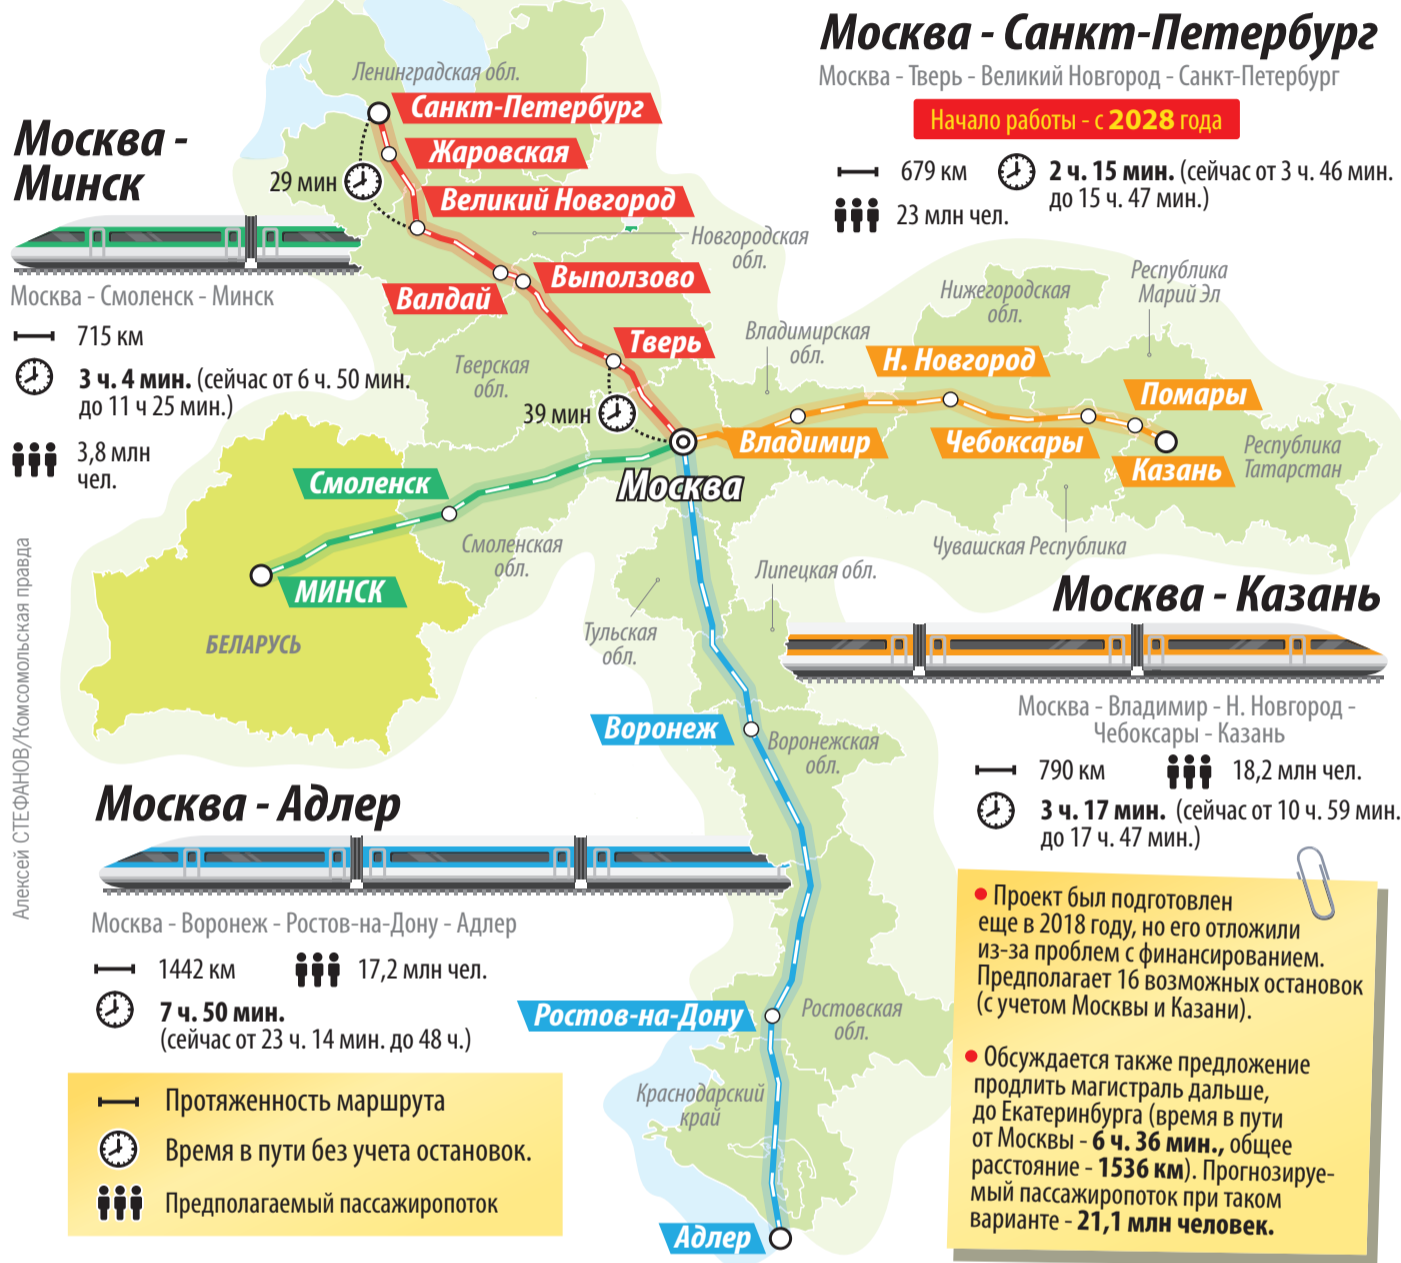 Москва - Санкт-Петербург
Москва - Тверь - Великий Новгород - Санкт-Петербург
Начало работы - с 2028 года
679 км
2 ч. 15 мин. (сейчас от 3 ч. 46 мин.
до 15 ч. 47 мин.)
23 млн чел.
Москва -
Минск
Москва - Смоленск - Минск
715 км
3 ч. 4 мин. (сейчас от 6 ч. 50 мин.
до 11 ч 25 мин.)
3,8 млн
чел.
Ленинградская обл.
Санкт-Петербург
Жаровская
29 мин
Великий Новгород
Новгородская
обл.
Выползово
Валдай
Тверь
Тверская
обл.
39 мин
Москва
Владимирская
обл.
Нижегородская
обл.
Республика
Марий Эл
Н. Новгород
Помары
Владимир
Чебоксары
Казань
Республика
Татарстан
Чувашская Республика
Смоленск
Смоленская
обл.
МИНСК
БЕЛАРУСЬ
Липецкая обл.
Тульская
обл.
Воронеж
Воронежская
обл.
Ростов-на-Дону
Ростовская
обл.
Краснодарский
край
Адлер
Москва - Казань
Москва - Владимир - Н. Новгород -
Чебоксары - Казань
790 км
18,2 млн чел.
3 ч. 17 мин. (сейчас от 10 ч. 59 мин.
до 17 ч. 47 мин.)
Москва - Адлер
Москва - Воронеж - Ростов-на-Дону - Адлер
1442 км
17,2 млн чел.
7 ч. 50 мин.
(сейчас от 23 ч. 14 мин. до 48 ч.)
Протяженность маршрута
Время в пути без учета остановок.
Предполагаемый пассажиропоток
• Проект был подготовлен
еще в 2018 году, но его отложили
из-за проблем с финансированием.
Предполагает 16 возможных остановок
(с учетом Москвы и Казани).
• Обсуждается также предложение
продлить магистраль дальше,
до Екатеринбурга (время в пути
от Москвы - 6 ч. 36 мин., общее
расстояние - 1536 км). Прогнозируе-
мый пассажиропоток при таком
варианте - 21,1 млн человек.
Алексей СТЕФАНОВ/Комсомольская правда